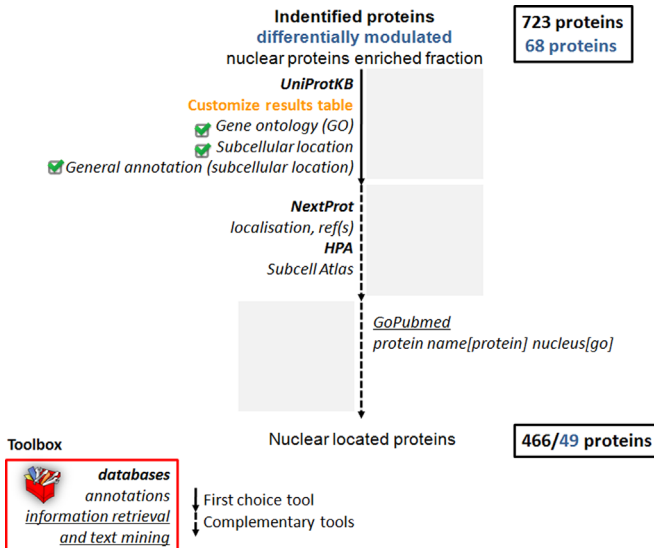 Indentified proteins
differentially modulated
nuclear proteins enriched fraction
723 proteins
68 proteins
UniProtKB
Customize results table
Gene ontology (GO)
Subcellular location
General annotation (subcellular location)
NextProt
localisation, ref(s)
HPA
Subcell Atlas
GoPubmed
protein name[protein] nucleus[go]
Nuclear located proteins
466/49 proteins
Toolbox
databases
annotations
information retrieval
and text mining
First choice tool
Complementary tools